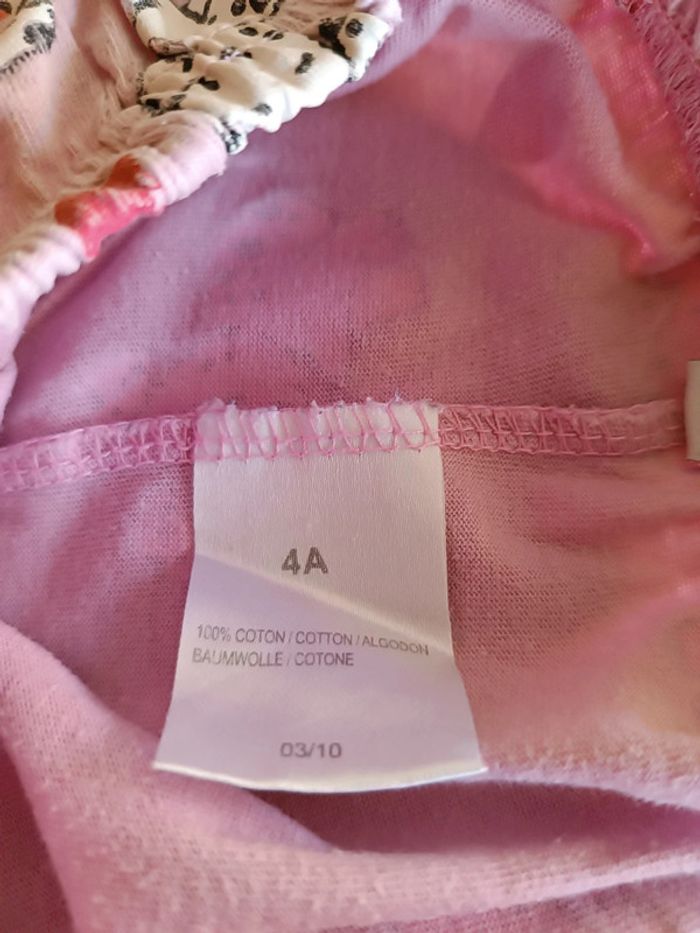 4A
100% COTON / COTTON / ALGODON
BAUMWOLLE / COTONE
03/10